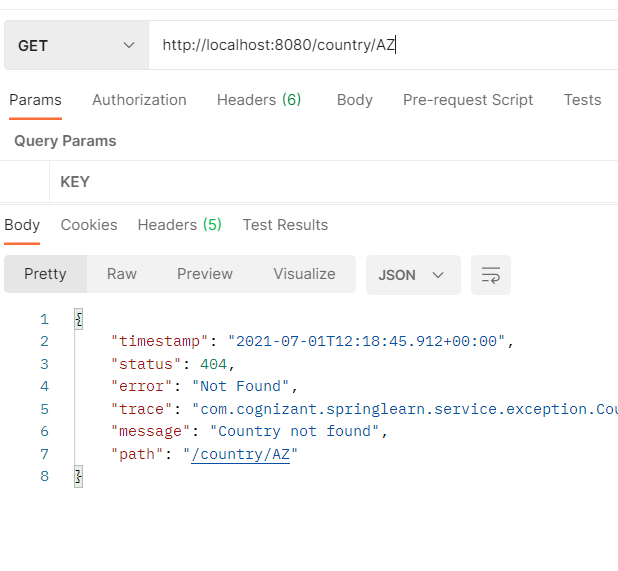 GET http://localhost:8080/country/AZ
Params Authorization Headers (6) Body Pre-request Script Tests
Query Params
KEY
Body Cookies Headers (5) Test Results
Pretty Raw Preview Visualize JSON
1 {
2 "timestamp": "2021-07-01T12:18:45.912+00:00",
3 "status": 404,
4 "error": "Not Found",
5 "trace": "com.cognizant.springlearn.service.exception.Cou
6 "message": "Country not found",
7 "path": "/country/AZ"
8 }